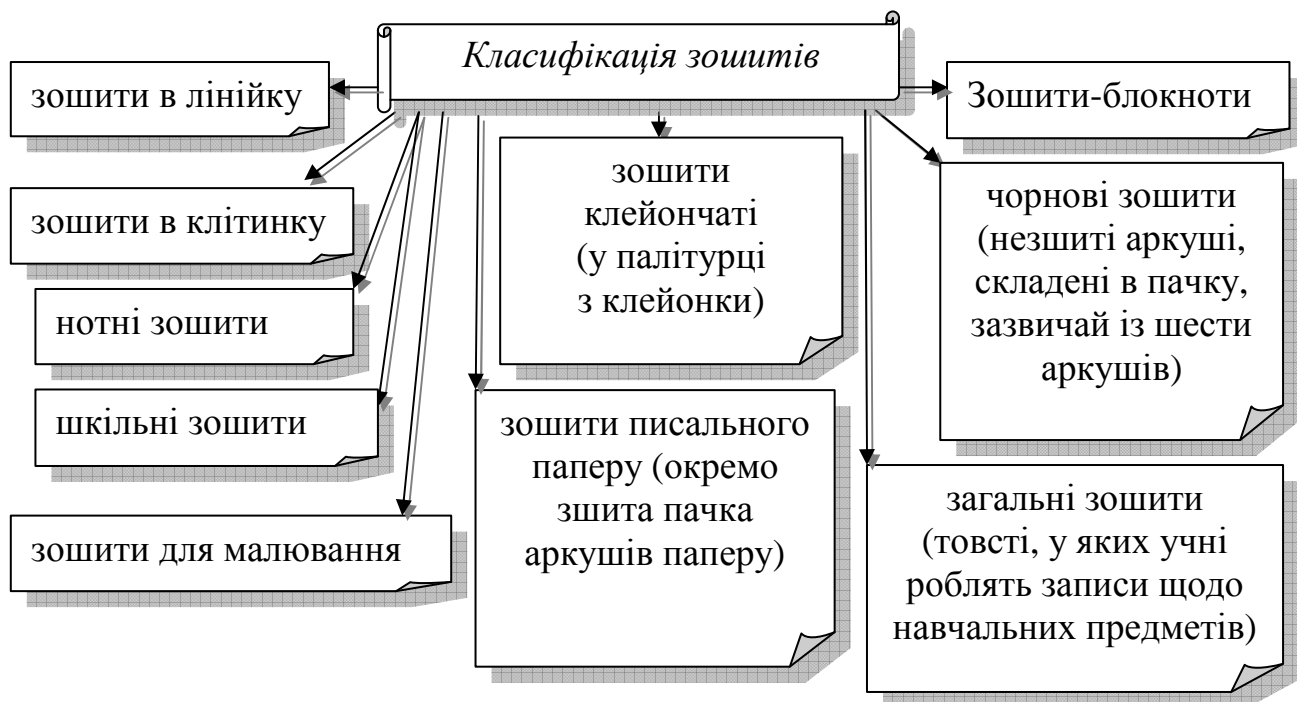 Класифікація зошитів
зошити в лінійку
Зошити-блокноти
зошити в клітинку
нотні зошити
шкільні зошити
зошити для малювання
зошити
клейончаті
(у палітурці
з клейонки)
зошити писального
паперу (окремо
зшита пачка
аркушів паперу)
чорнові зошити
(незшиті аркуші,
складені в пачку,
зазвичай із шести
аркушів)
загальні зошити
(товсті, у яких учні
роблять записи щодо
навчальних предметів)